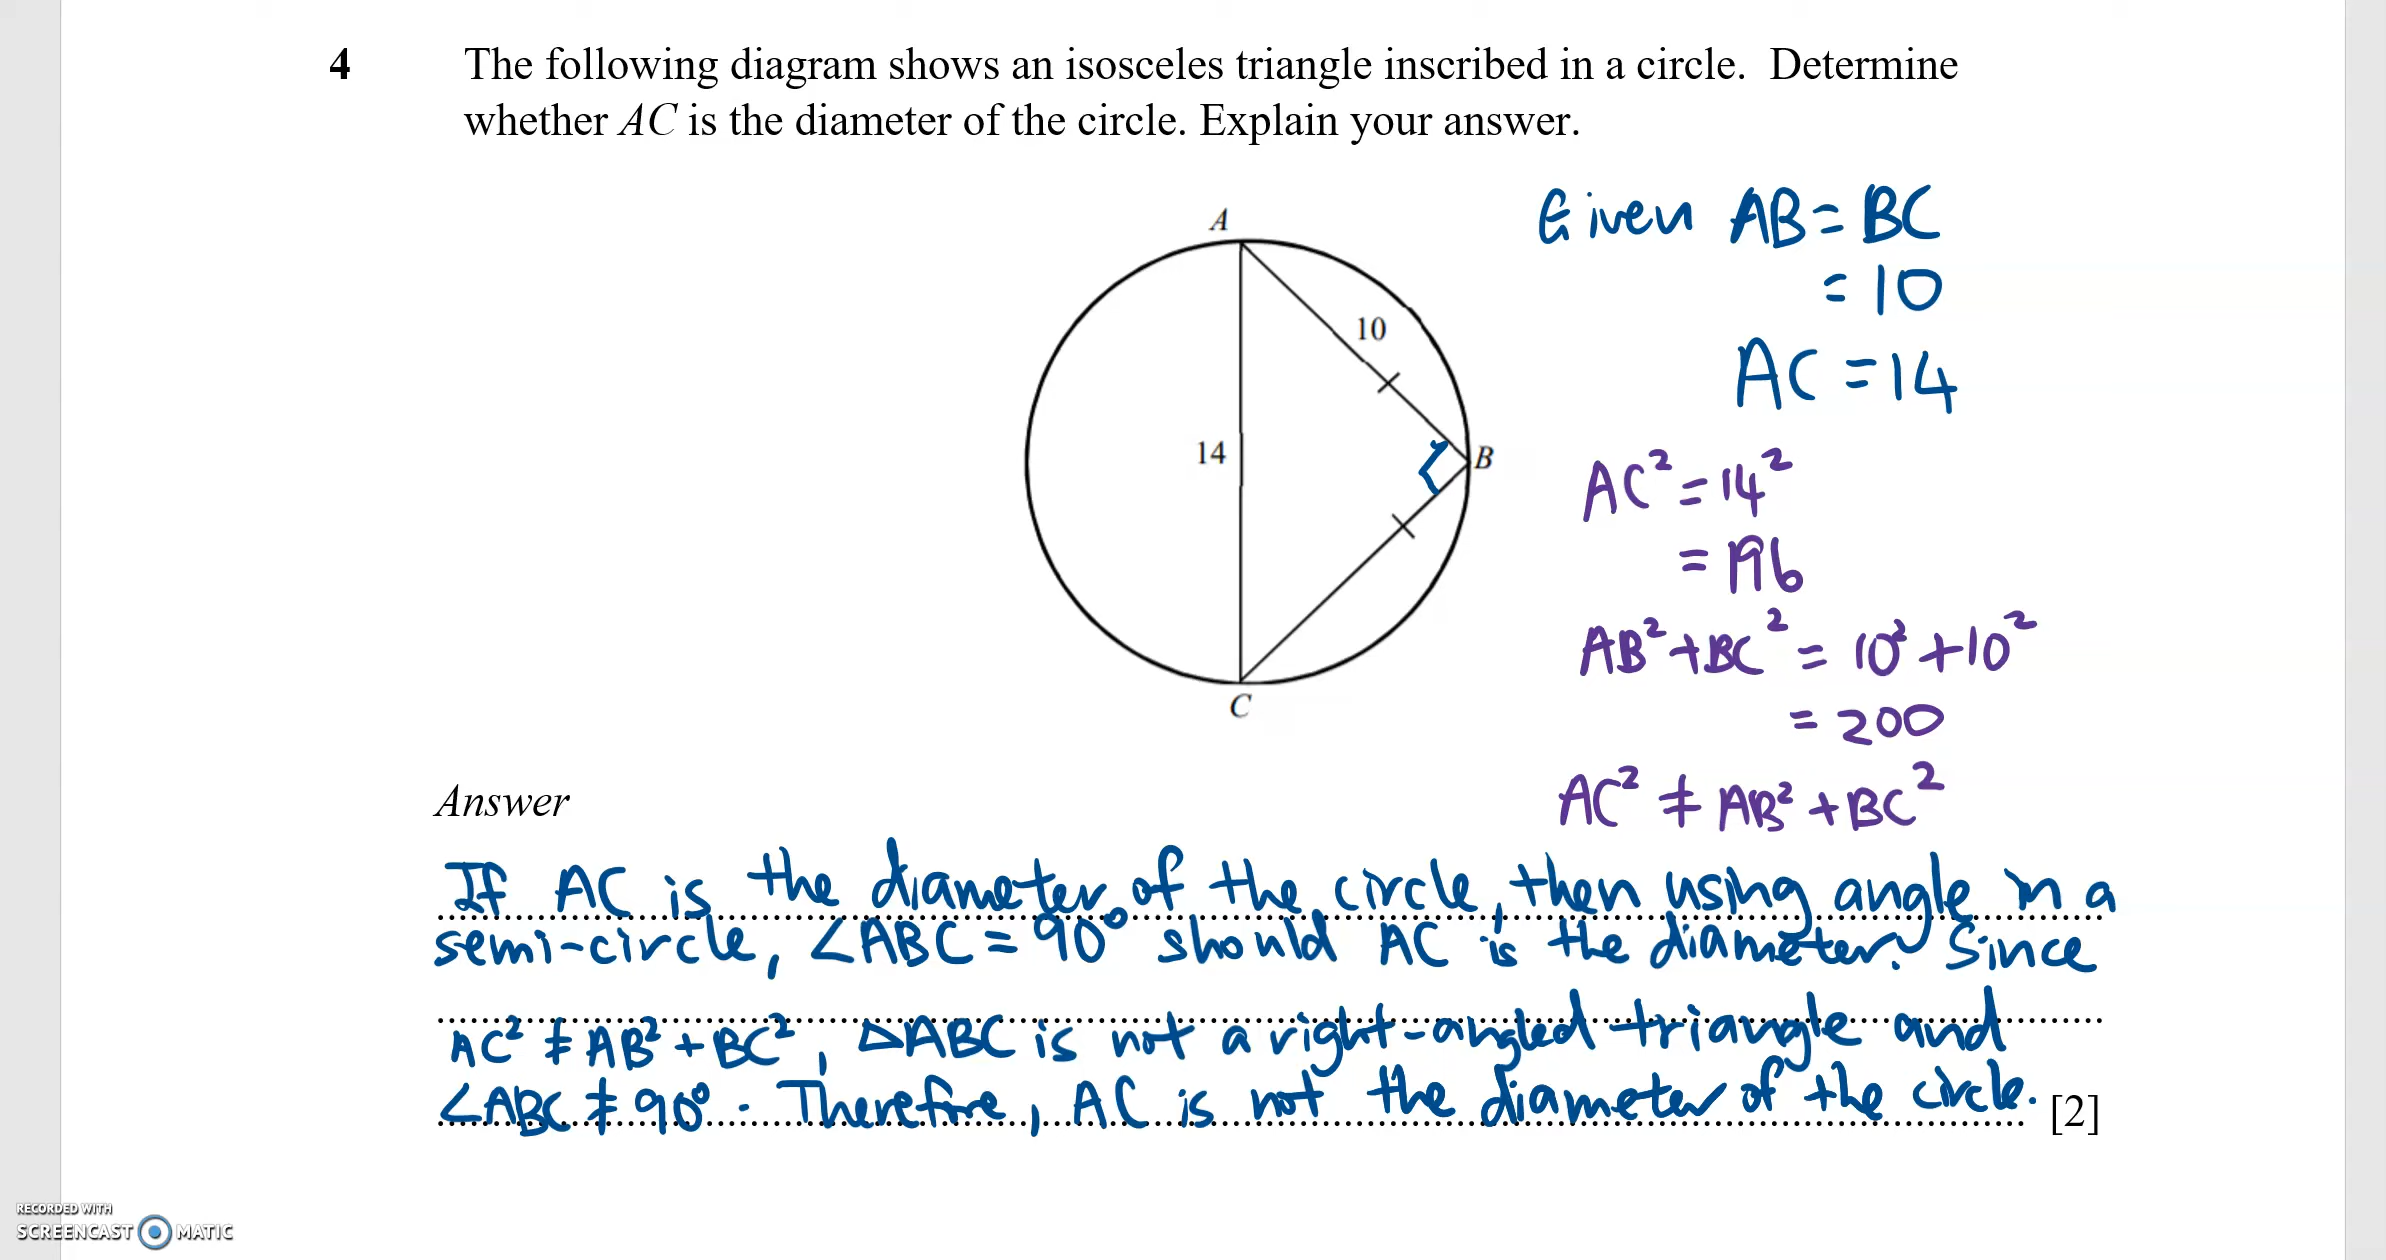 4 The following diagram shows an isosceles triangle inscribed in a circle. Determine
whether AC is the diameter of the circle. Explain your answer.
A
10
14
B
C
Given AB = BC
= 10
AC = 14
AC² = 14²
= 196
AB² + BC² = 10² + 10²
= 200
AC² ≠ AB² + BC²
Answer
If AC is the diameter of the circle, then using angle in a
semi-circle, ∠ABC = 90° should AC is the diameter. Since
AC² ≠ AB² + BC², △ABC is not a right-angled triangle and
∠ABC ≠ 90°. Therefore, AC is not the diameter of the circle. [2]
RECORDED WITH
SCREENCAST MATIC